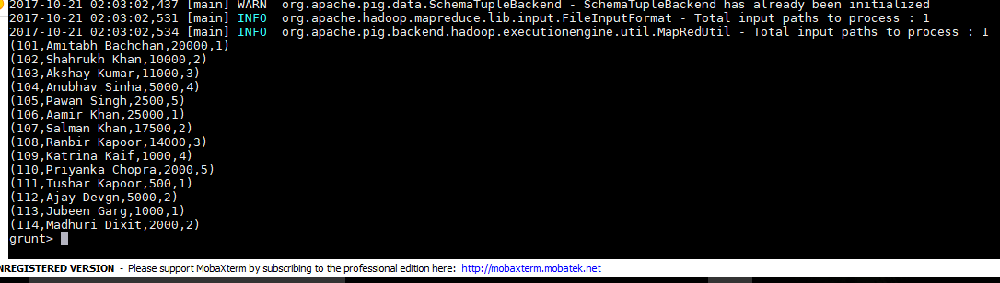 2017-10-21 02:03:02,437 [main] WARN  org.apache.pig.data.SchemaTupleBackend - SchemaTupleBackend has already been initialized
2017-10-21 02:03:02,531 [main] INFO  org.apache.hadoop.mapreduce.lib.input.FileInputFormat - Total input paths to process : 1
2017-10-21 02:03:02,534 [main] INFO  org.apache.pig.backend.hadoop.executionengine.util.MapRedUtil - Total input paths to process : 1
(101,Amitabh Bachchan,20000,1)
(102,Shahrukh Khan,10000,2)
(103,Akshay Kumar,11000,3)
(104,Anubhav Sinha,5000,4)
(105,Pawan Singh,2500,5)
(106,Aamir Khan,25000,1)
(107,Salman Khan,17500,2)
(108,Ranbir Kapoor,14000,3)
(109,Katrina Kaif,1000,4)
(110,Priyanka Chopra,2000,5)
(111,Tushar Kapoor,500,1)
(112,Ajay Devgn,5000,2)
(113,Jubeen Garg,1000,1)
(114,Madhuri Dixit,2000,2)
grunt>
NREGISTERED VERSION - Please support MobaXterm by subscribing to the professional edition here: http://mobaxterm.mobatek.net